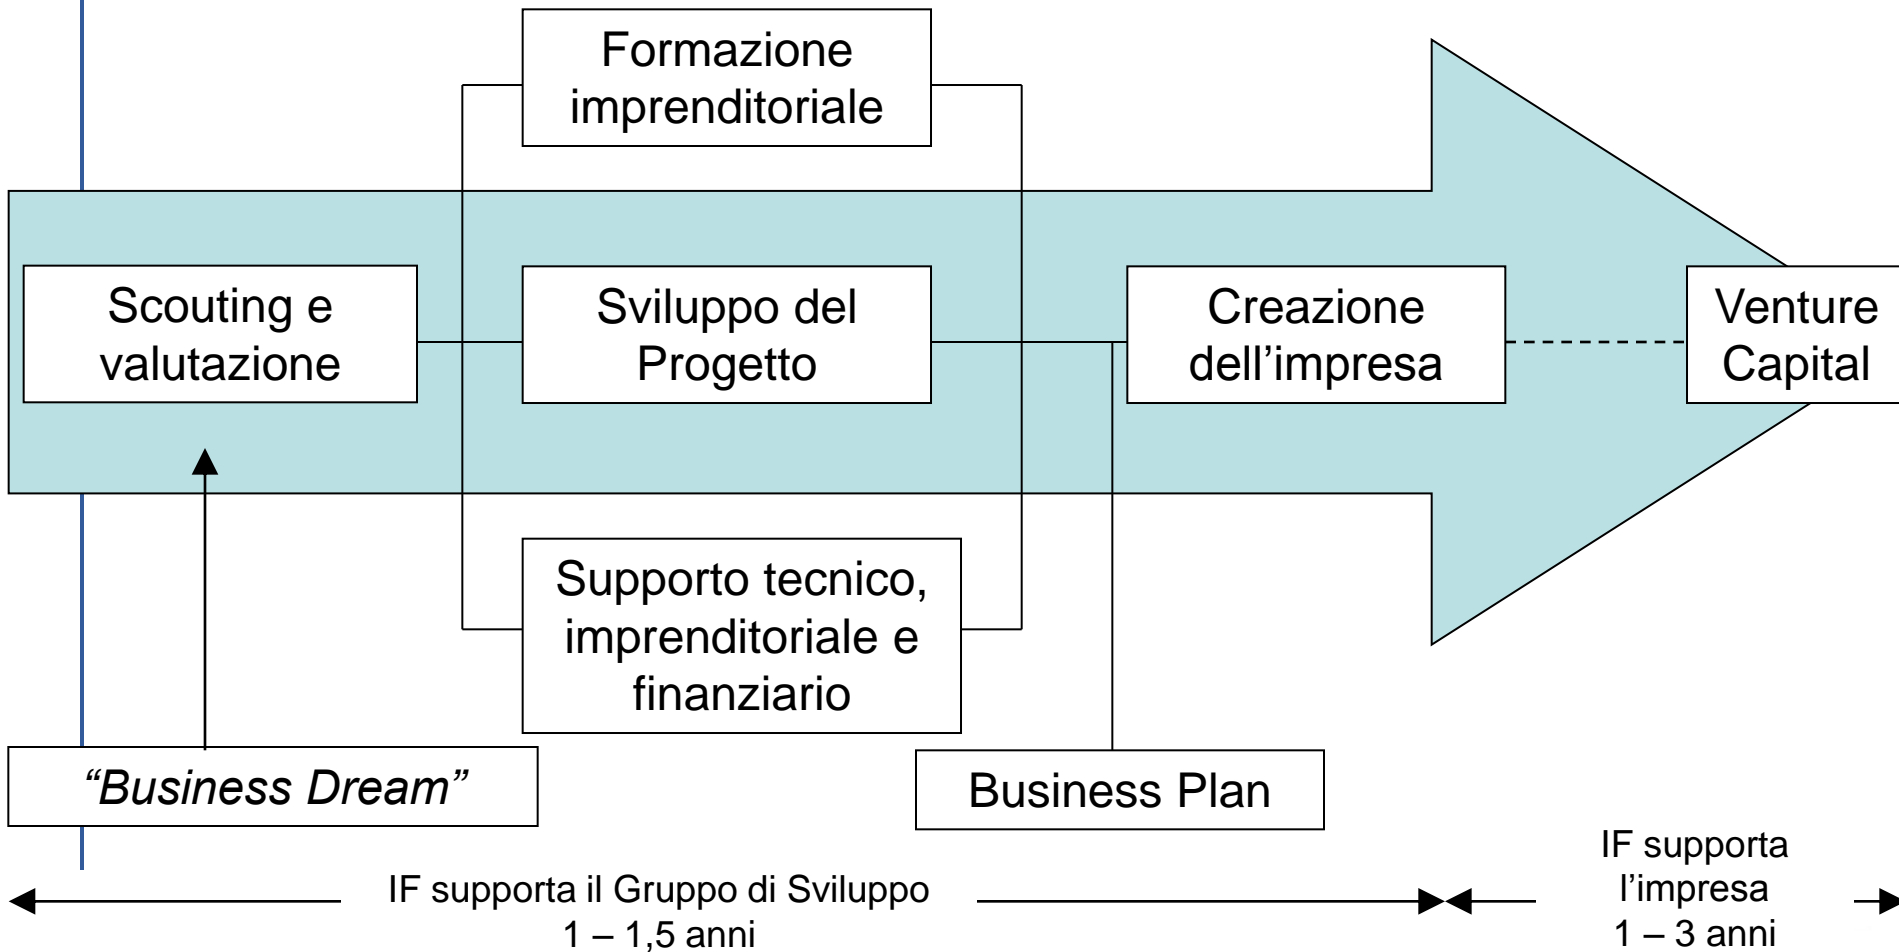 Formazione
imprenditoriale
Scouting e
valutazione
Sviluppo del
Progetto
Creazione
dell’impresa
Venture
Capital
Supporto tecnico,
imprenditoriale e
finanziario
“Business Dream”
Business Plan
IF supporta il Gruppo di Sviluppo
1 – 1,5 anni
IF supporta
l’impresa
1 – 3 anni